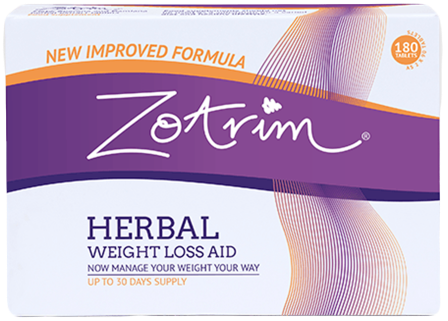 NEW IMPROVED FORMULA
180
TABLETS
Zotrim®
HERBAL
WEIGHT LOSS AID
NOW MANAGE YOUR WEIGHT YOUR WAY
UP TO 30 DAYS SUPPLY